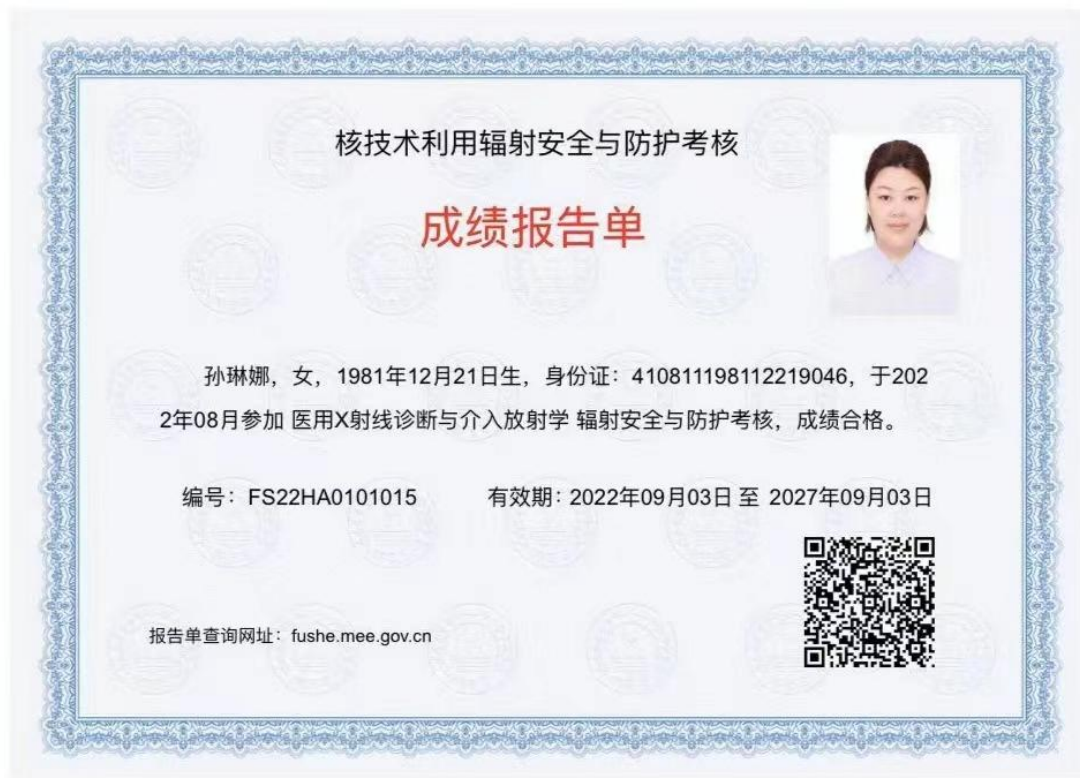 核技术利用辐射安全与防护考核
成绩报告单
孙琳娜，女，1981年12月21日生，身份证：410811198112219046，于202
2年08月参加 医用X射线诊断与介入放射学 辐射安全与防护考核，成绩合格。
编号：FS22HA0101015 有效期：2022年09月03日 至 2027年09月03日
报告单查询网址：fushe.mee.gov.cn